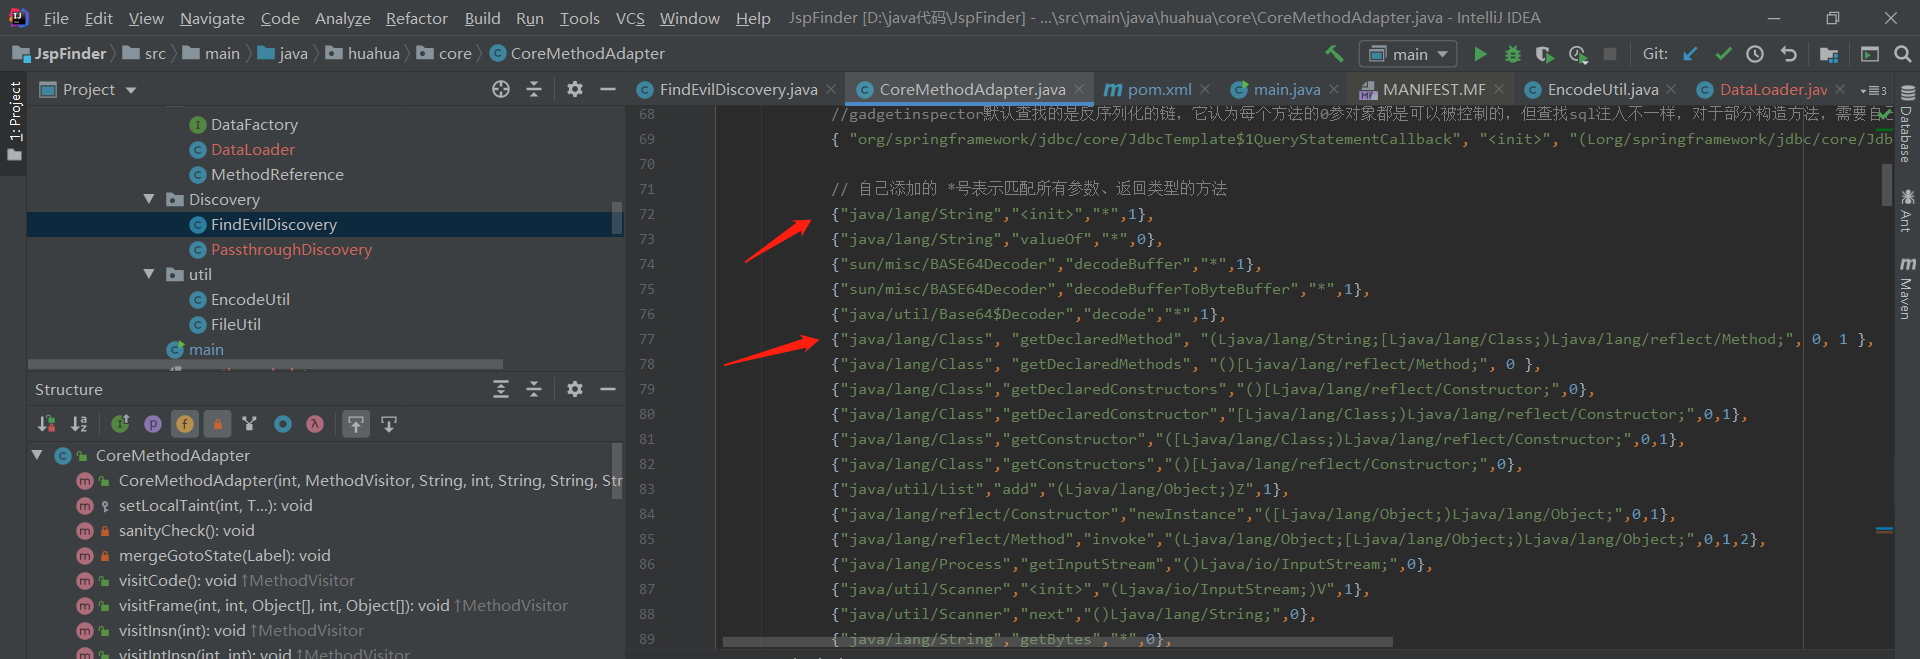 File Edit View Navigate Code Analyze Refactor Build Run Tools VCS Window Help JspFinder [D:\java代码\JspFinder] - ...\src\main\java\huahua\core\CoreMethodAdapter.java - IntelliJ IDEA
JspFinder src main java huahua core CoreMethodAdapter main Git:
1: Project
Project
DataFactory
DataLoader
MethodReference
Discovery
FindEvilDiscovery
PassthroughDiscovery
util
EncodeUtil
FileUtil
main
Structure
CoreMethodAdapter
CoreMethodAdapter(int, MethodVisitor, String, int, String, String, Str
setLocalTaint(int, T...): void
sanityCheck(): void
mergeGotoState(Label): void
visitCode(): void ↑MethodVisitor
visitFrame(int, int, Object[], int, Object[]): void ↑MethodVisitor
visitInsn(int): void ↑MethodVisitor
visitIntInsn(int, int): void ↑MethodVisitor
FindEvilDiscovery.java CoreMethodAdapter.java pom.xml main.java MANIFEST.MF EncodeUtil.java DataLoader.jav 3
68 //gadgetinspector默认查找的是反序列化的链，它认为每个方法的0参对象都是可以被控制的，但查找sql注入不一样，对于部分构造方法，需要自己
69 { "org/springframework/jdbc/core/JdbcTemplate$1QueryStatementCallback", "<init>", "(Lorg/springframework/jdbc/core/Jdb
70
71 // 自己添加的 *号表示匹配所有参数、返回类型的方法
72 {"java/lang/String","<init>","*",1},
73 {"java/lang/String","valueOf","*",0},
74 {"sun/misc/BASE64Decoder","decodeBuffer","*",1},
75 {"sun/misc/BASE64Decoder","decodeBufferToByteBuffer","*",1},
76 {"java/util/Base64$Decoder","decode","*",1},
77 {"java/lang/Class", "getDeclaredMethod", "(Ljava/lang/String;[Ljava/lang/Class;)Ljava/lang/reflect/Method;", 0, 1 },
78 {"java/lang/Class", "getDeclaredMethods", "()[Ljava/lang/reflect/Method;", 0 },
79 {"java/lang/Class","getDeclaredConstructors","()[Ljava/lang/reflect/Constructor;",0},
80 {"java/lang/Class","getDeclaredConstructor","[Ljava/lang/Class;)Ljava/lang/reflect/Constructor;",0,1},
81 {"java/lang/Class","getConstructor","([Ljava/lang/Class;)Ljava/lang/reflect/Constructor;",0,1},
82 {"java/lang/Class","getConstructors","()[Ljava/lang/reflect/Constructor;",0},
83 {"java/util/List","add","(Ljava/lang/Object;)Z",1},
84 {"java/lang/reflect/Constructor","newInstance","([Ljava/lang/Object;)Ljava/lang/Object;",0,1},
85 {"java/lang/reflect/Method","invoke","(Ljava/lang/Object;[Ljava/lang/Object;)Ljava/lang/Object;",0,1,2},
86 {"java/lang/Process","getInputStream","()Ljava/io/InputStream;",0},
87 {"java/util/Scanner","<init>","(Ljava/io/InputStream;)V",1},
88 {"java/util/Scanner","next","()Ljava/lang/String;",0},
89 {"java/lang/String","getBytes","*",0},
Database
Ant
Maven